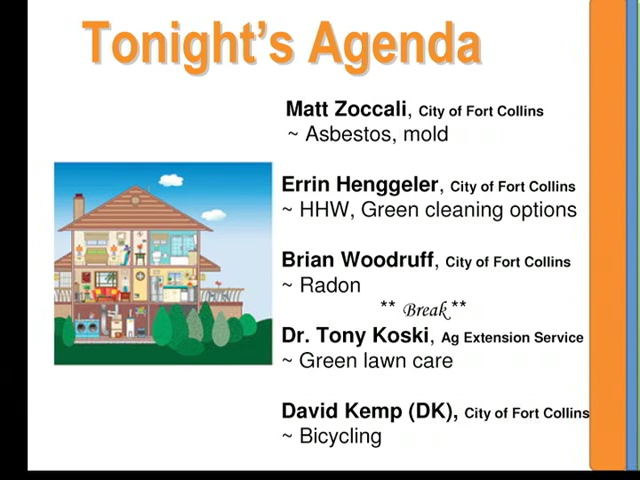 Tonight's Agenda
Matt Zoccali, City of Fort Collins
~ Asbestos, mold
Errin Henggeler, City of Fort Collins
~ HHW, Green cleaning options
Brian Woodruff, City of Fort Collins
~ Radon
** Break **
Dr. Tony Koski, Ag Extension Service
~ Green lawn care
David Kemp (DK), City of Fort Collins
~ Bicycling